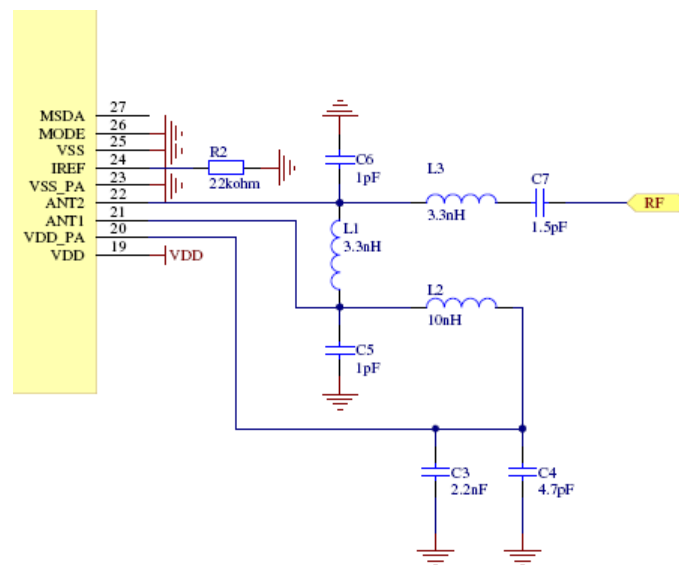 MSDA 27
MODE 26
VSS 25
IREF 24
VSS_PA 23
ANT2 22
ANT1 21
VDD_PA 20
VDD 19
VDD
R2
22kohm
C6
1pF
L3
3.3nH
C7
1.5pF
RF
L1
3.3nH
L2
10nH
C5
1pF
C3
2.2nF
C4
4.7pF